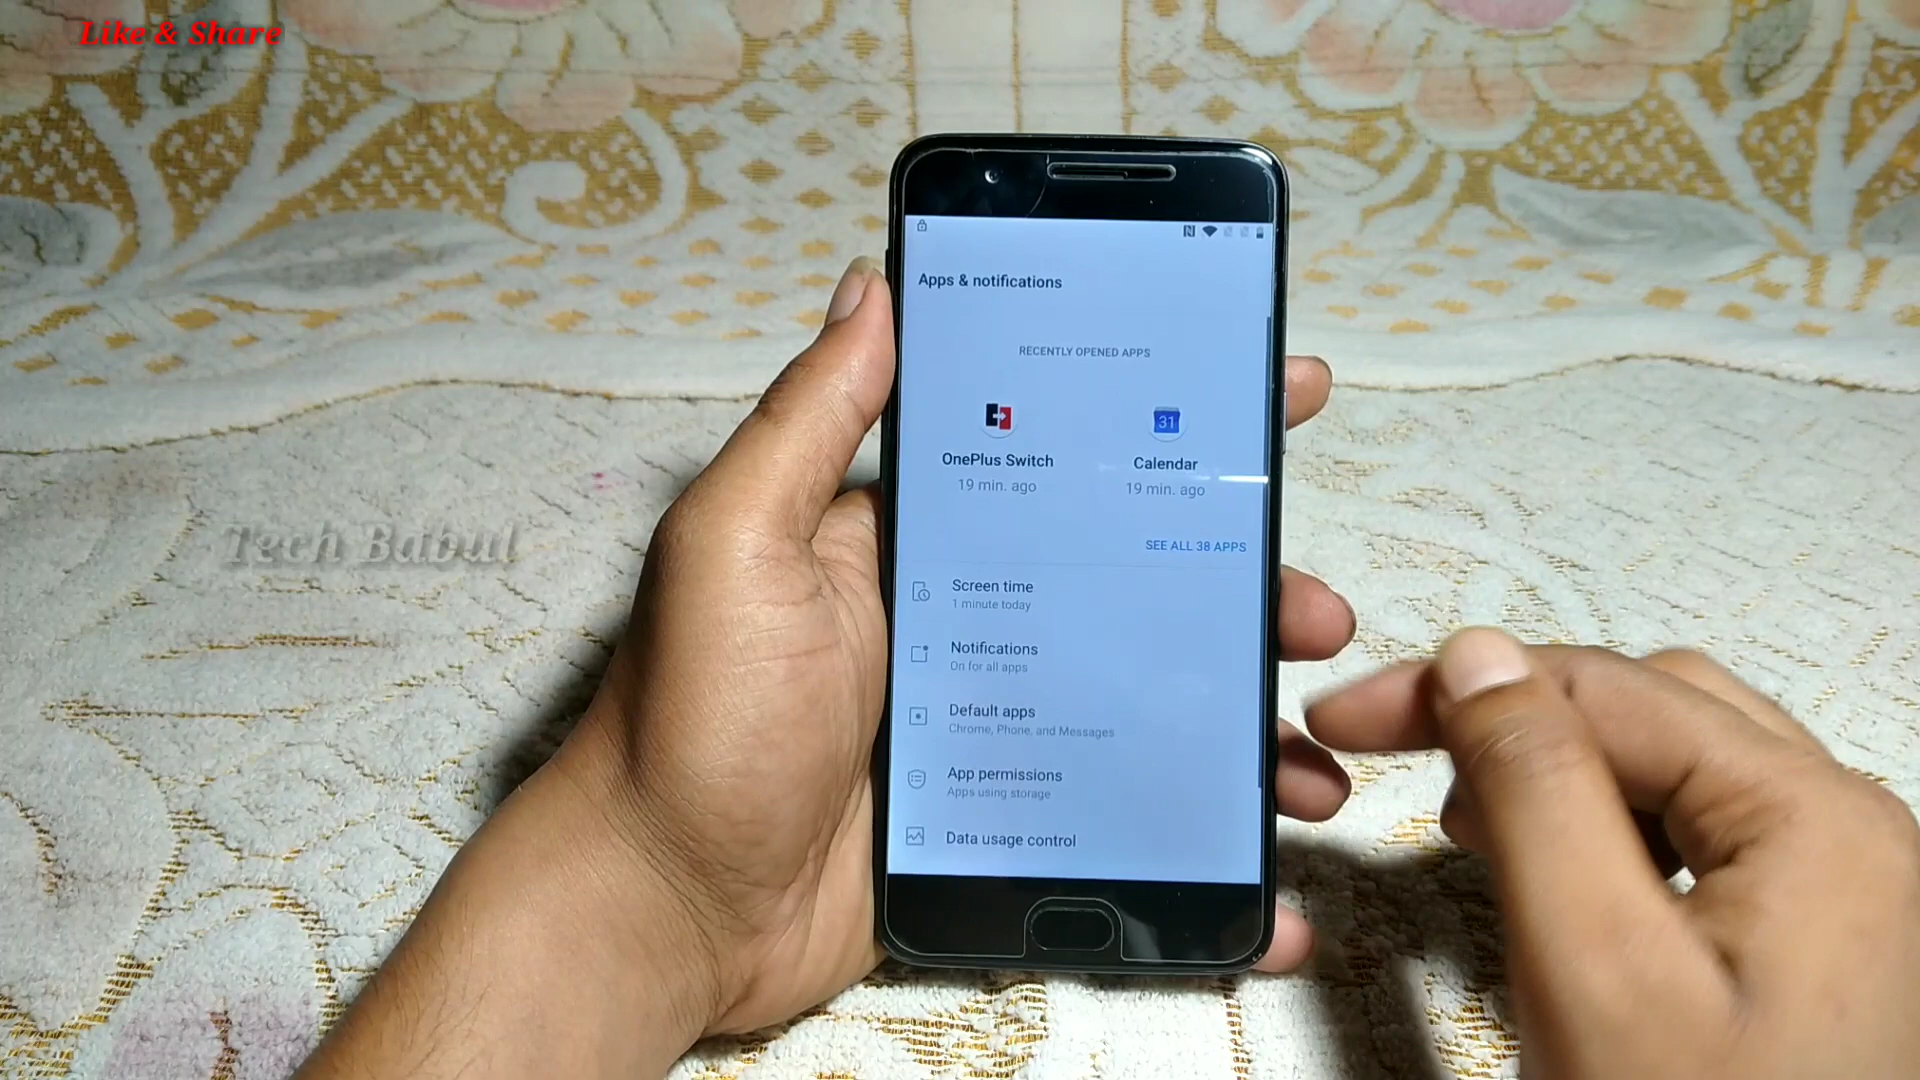 Like & Share
Apps & notifications
RECENTLY OPENED APPS
31
OnePlus Switch
Calendar
19 min. ago
19 min. ago
SEE ALL 38 APPS
Tech Babul
Screen time
1 minute today
Notifications
On for all apps
Default apps
Chrome, Phone, and Messages
App permissions
Apps using storage
Data usage control